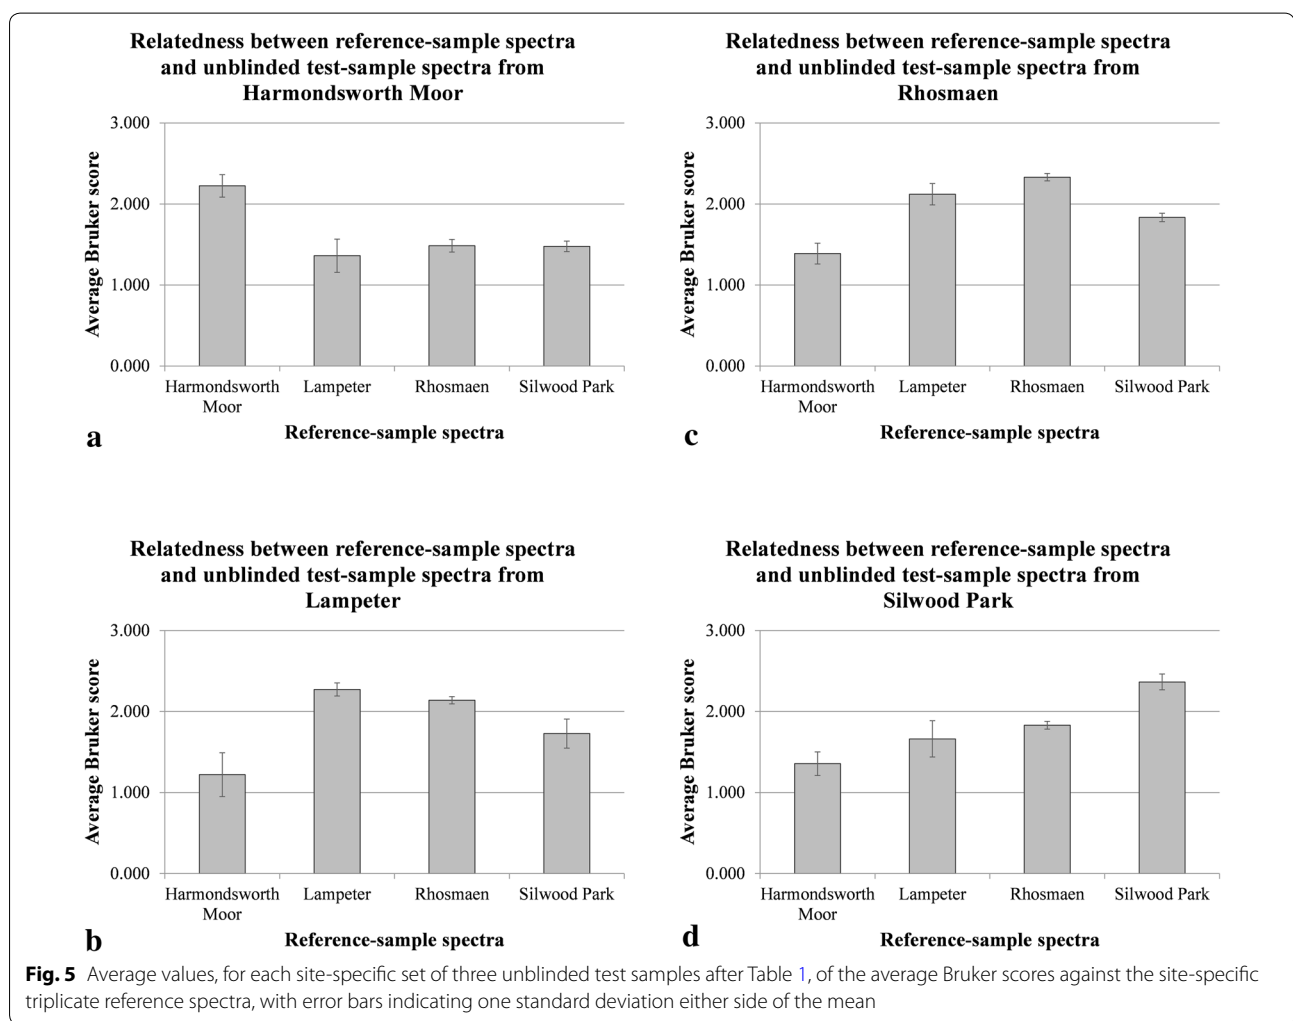 Relatedness between reference-sample spectra
and unblinded test-sample spectra from
Harmondsworth Moor
3.000
2.000
1.000
0.000
Average Bruker score
Harmondsworth
Moor
Lampeter
Rhosmaen
Silwood Park
a
Reference-sample spectra
Relatedness between reference-sample spectra
and unblinded test-sample spectra from
Rhosmaen
3.000
2.000
1.000
0.000
Average Bruker score
Harmondsworth
Moor
Lampeter
Rhosmaen
Silwood Park
c
Reference-sample spectra
Relatedness between reference-sample spectra
and unblinded test-sample spectra from
Lampeter
3.000
2.000
1.000
0.000
Average Bruker score
Harmondsworth
Moor
Lampeter
Rhosmaen
Silwood Park
b
Reference-sample spectra
Relatedness between reference-sample spectra
and unblinded test-sample spectra from
Silwood Park
3.000
2.000
1.000
0.000
Average Bruker score
Harmondsworth
Moor
Lampeter
Rhosmaen
Silwood Park
d
Reference-sample spectra
Fig. 5 Average values, for each site-specific set of three unblinded test samples after Table 1, of the average Bruker scores against the site-specific
triplicate reference spectra, with error bars indicating one standard deviation either side of the mean